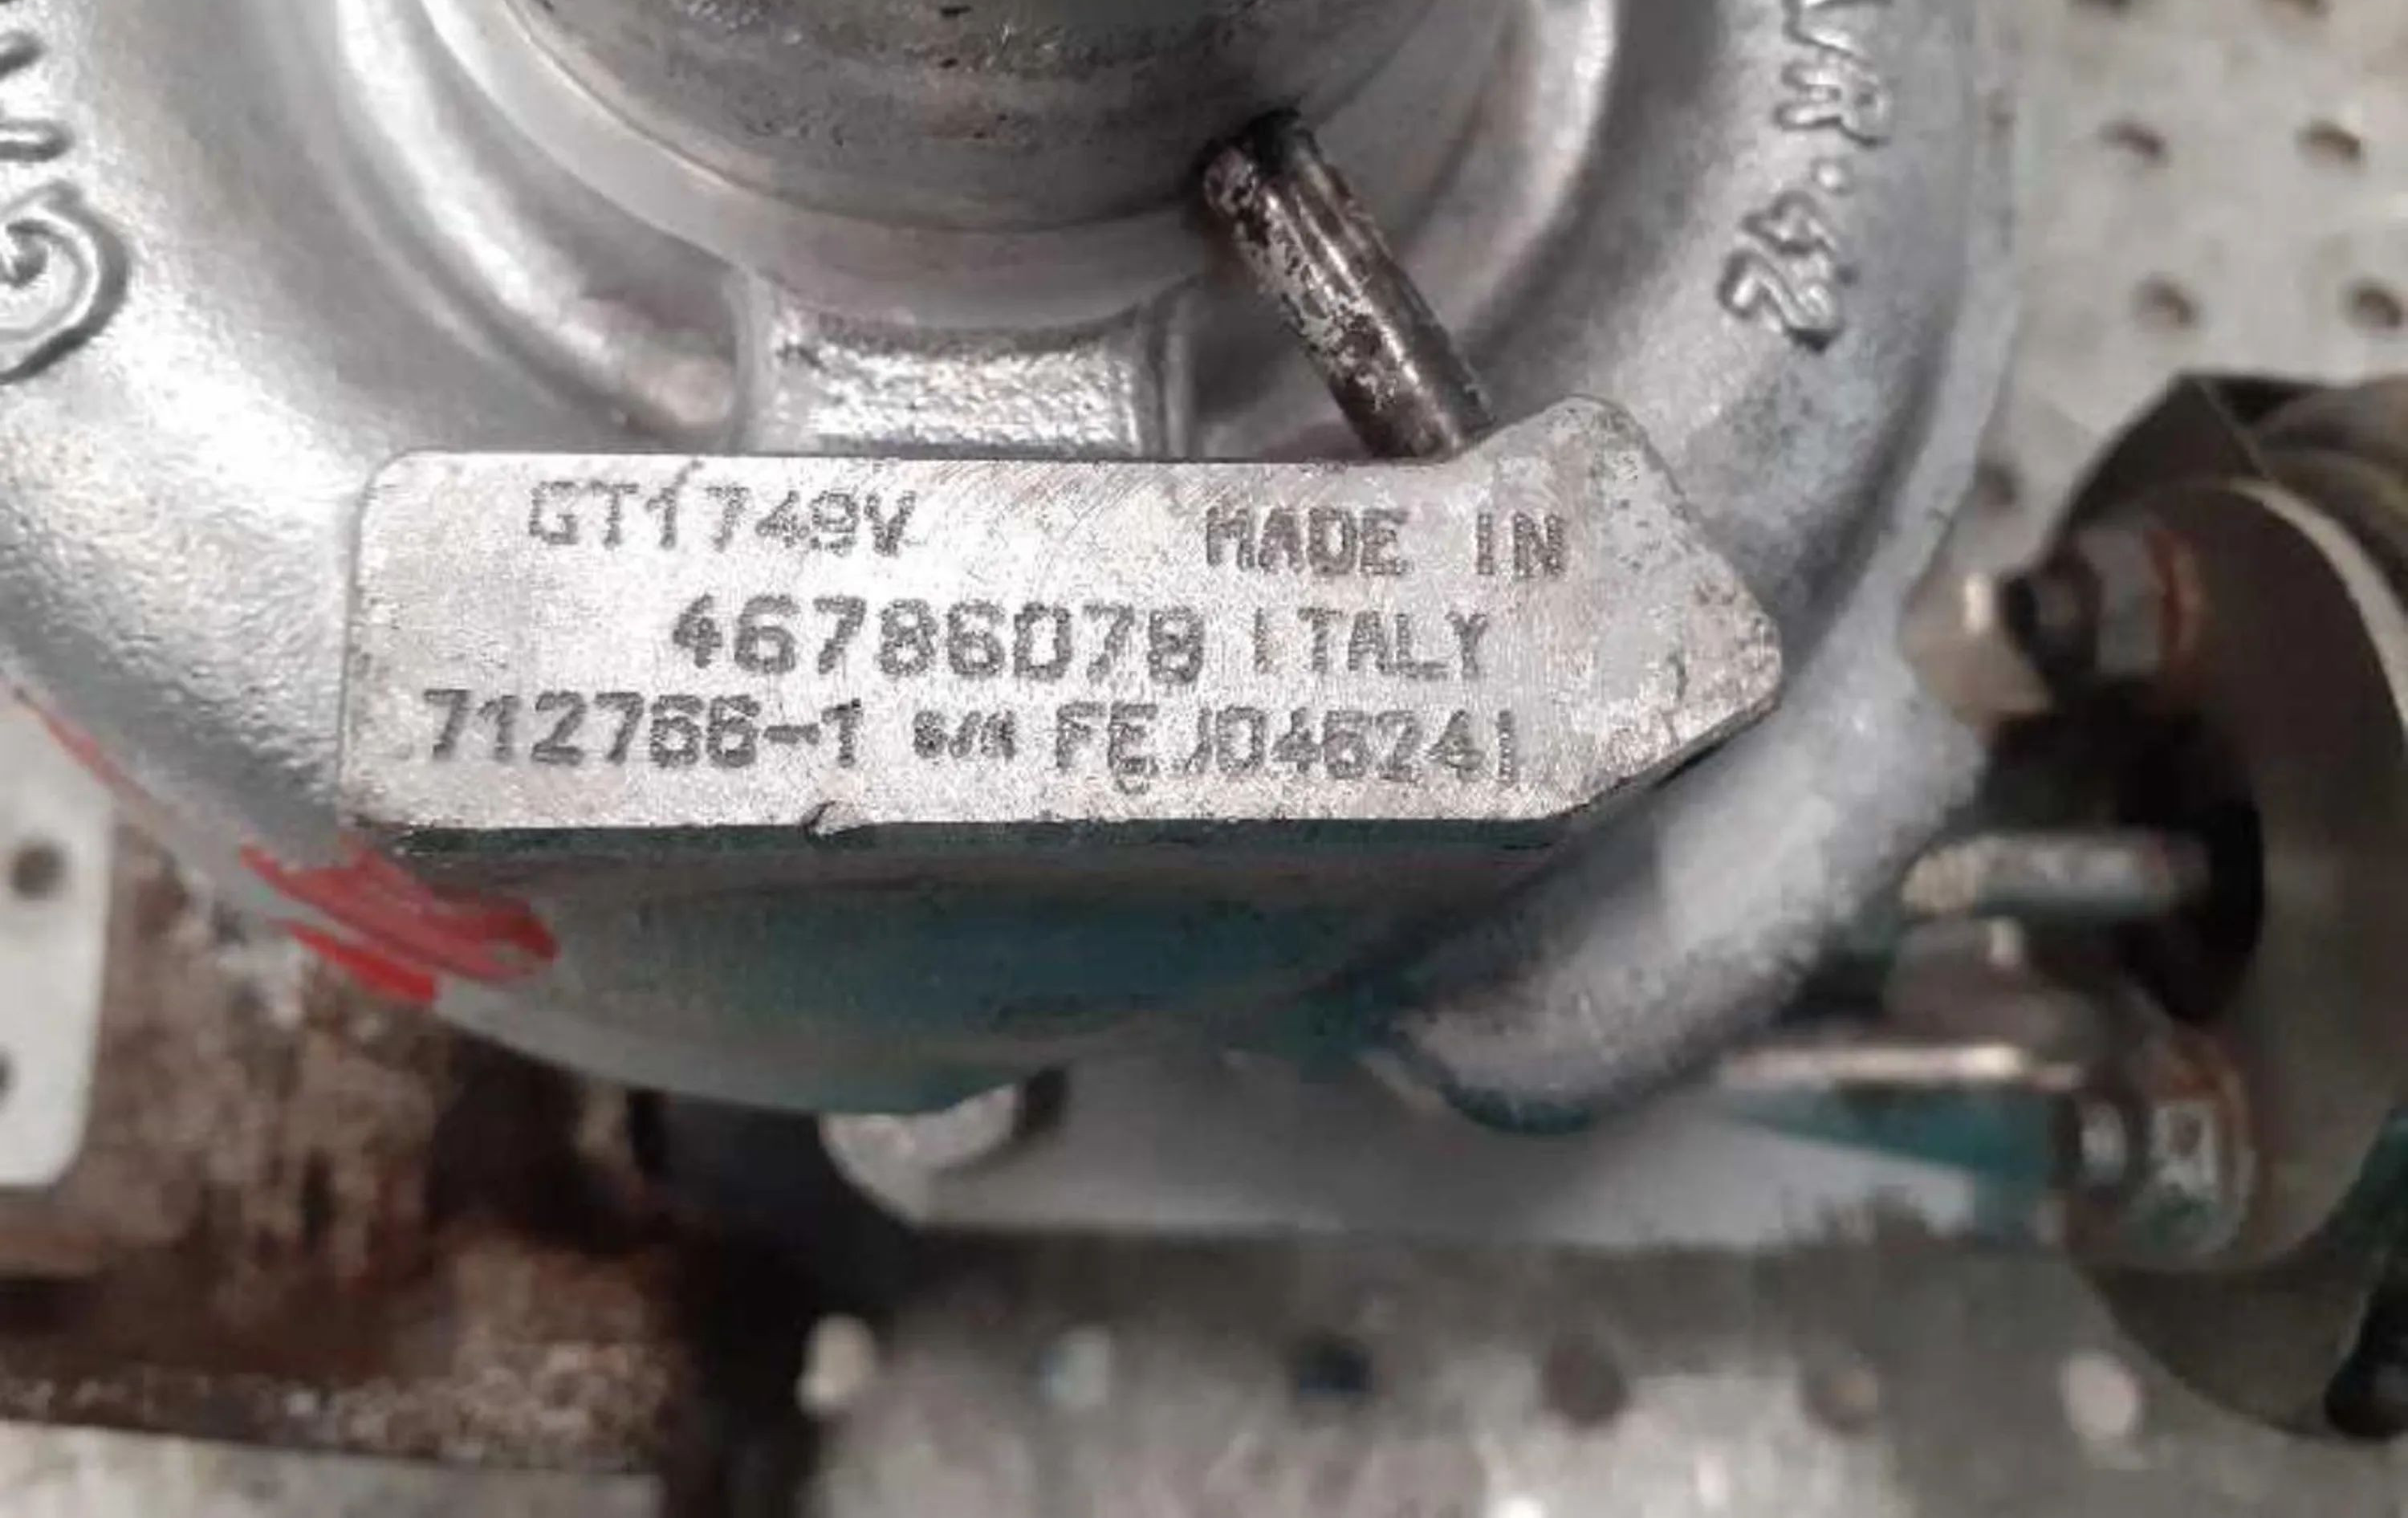 GT1749V MADE IN
46786078 ITALY
712766-1 S/N FEJ046241